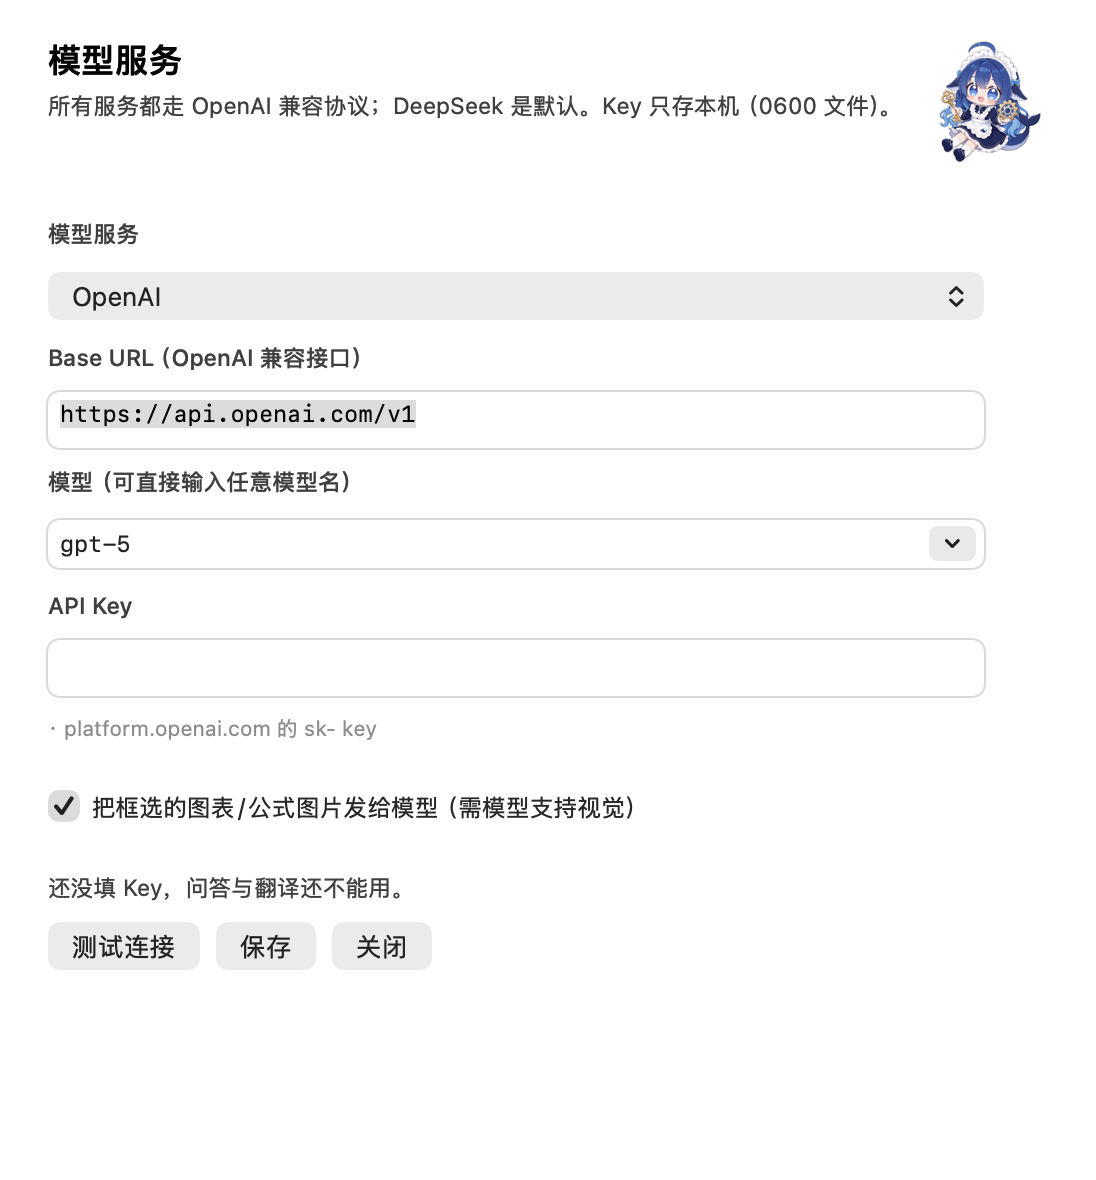 模型服务
所有服务都走 OpenAI 兼容协议；DeepSeek 是默认。Key 只存本机（0600 文件）。
模型服务
OpenAI
Base URL（OpenAI 兼容接口）
https://api.openai.com/v1
模型（可直接输入任意模型名）
gpt-5
API Key
· platform.openai.com 的 sk- key
把框选的图表/公式图片发给模型（需模型支持视觉）
还没填 Key，问答与翻译还不能用。
测试连接 保存 关闭